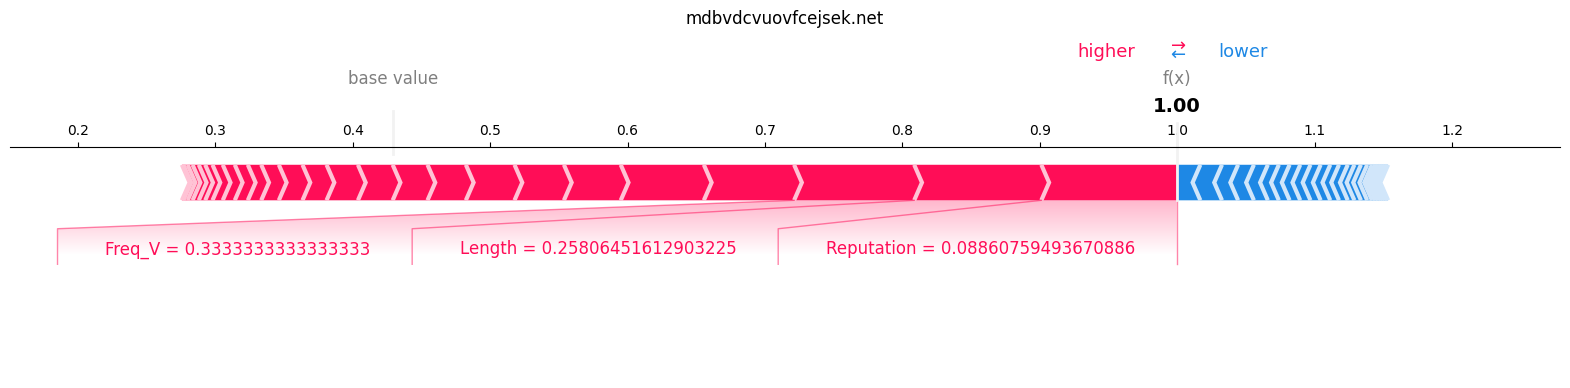 mdbvdcvuovfcejsek.net
higher ⇄ lower
base value f(x)
1.00
0.2 0.3 0.4 0.5 0.6 0.7 0.8 0.9 1.0 1.1 1.2
Freq_V = 0.3333333333333333 Length = 0.25806451612903225 Reputation = 0.08860759493670886